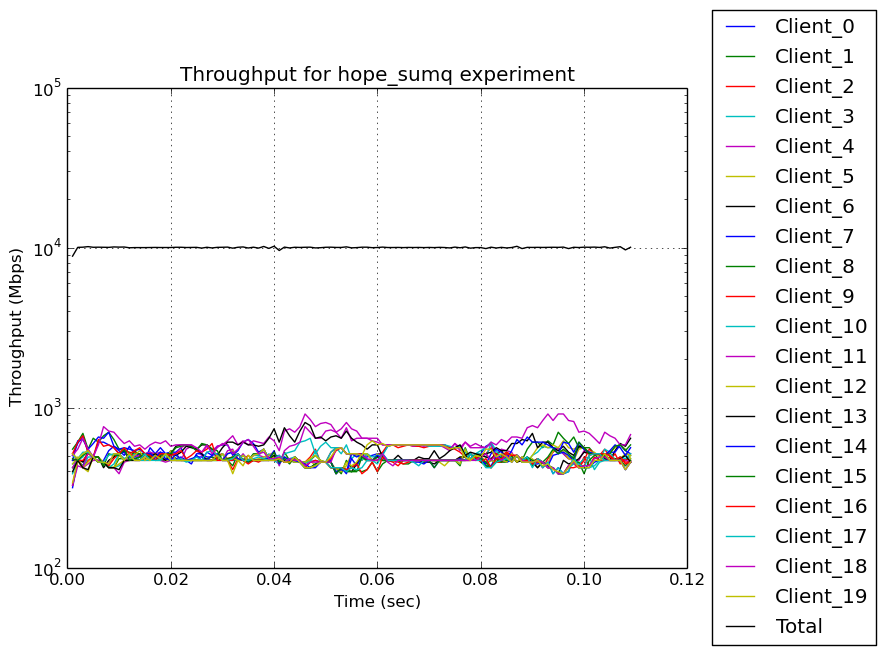 Throughput for hope_sumq experiment
10^5
10^4
10^3
10^2
Throughput (Mbps)
0.00 0.02 0.04 0.06 0.08 0.10 0.12
Time (sec)
Client_0
Client_1
Client_2
Client_3
Client_4
Client_5
Client_6
Client_7
Client_8
Client_9
Client_10
Client_11
Client_12
Client_13
Client_14
Client_15
Client_16
Client_17
Client_18
Client_19
Total